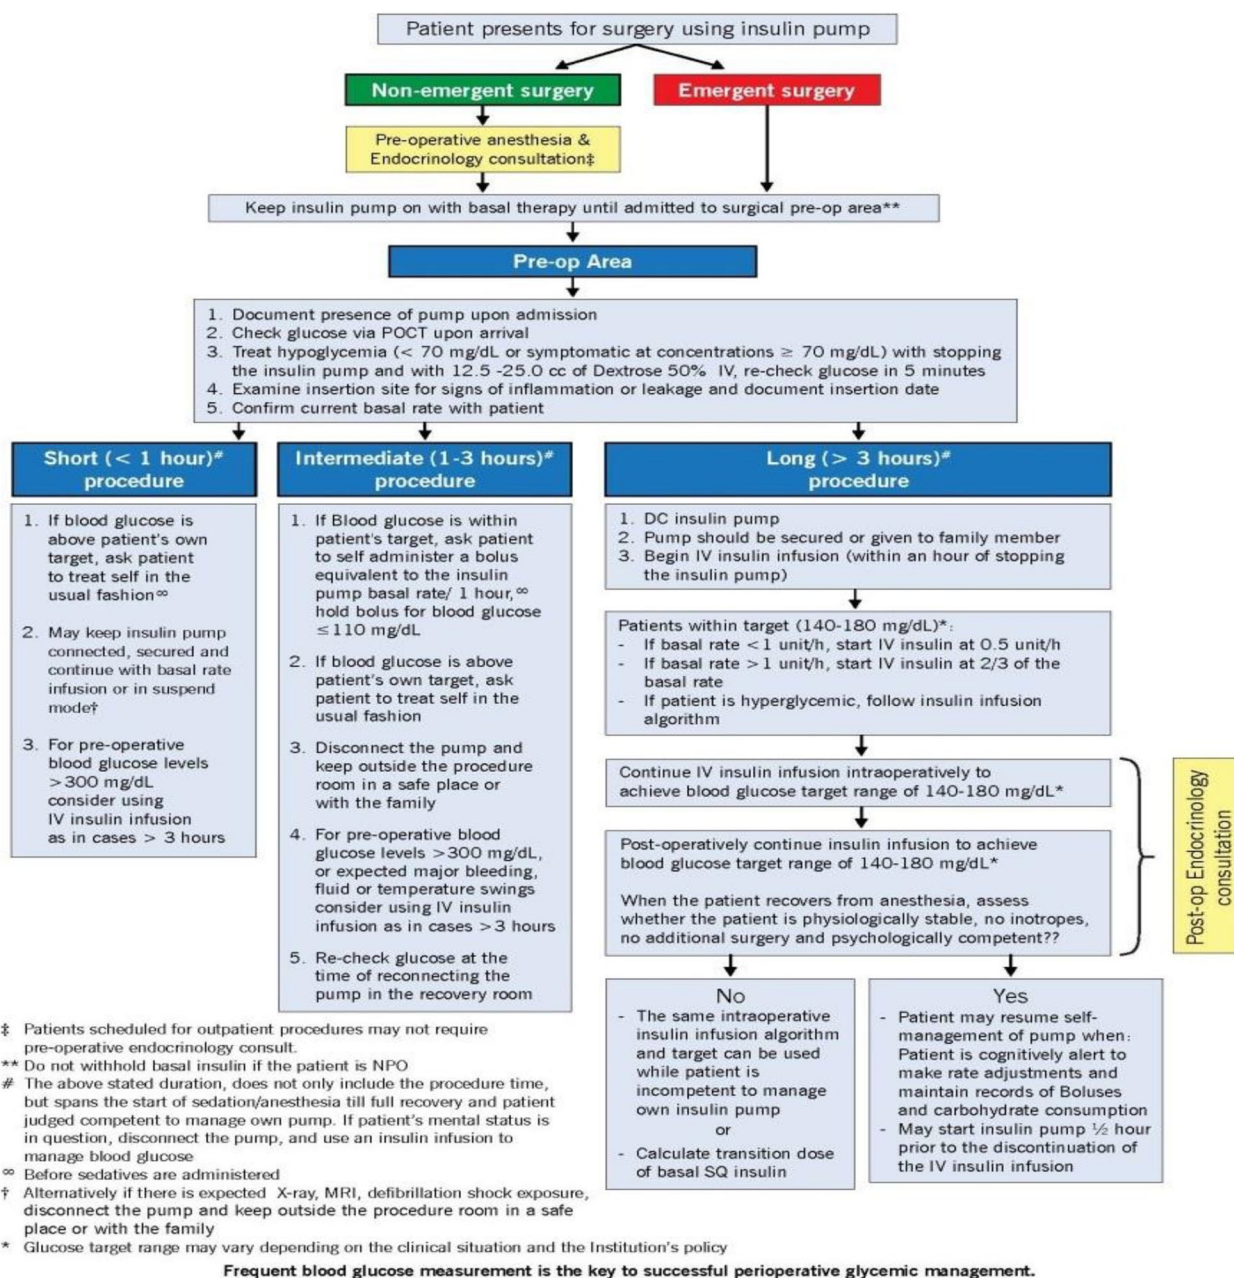 Patient presents for surgery using insulin pump
Non-emergent surgery
Emergent surgery
Pre-operative anesthesia &
Endocrinology consultation‡
Keep insulin pump on with basal therapy until admitted to surgical pre-op area**
Pre-op Area
1. Document presence of pump upon admission
2. Check glucose via POCT upon arrival
3. Treat hypoglycemia (< 70 mg/dL or symptomatic at concentrations ≥ 70 mg/dL) with stopping
the insulin pump and with 12.5 -25.0 cc of Dextrose 50% IV, re-check glucose in 5 minutes
4. Examine insertion site for signs of inflammation or leakage and document insertion date
5. Confirm current basal rate with patient
Short (< 1 hour)#
procedure
1. If blood glucose is
above patient's own
target, ask patient
to treat self in the
usual fashion∞
2. May keep insulin pump
connected, secured and
continue with basal rate
infusion or in suspend
mode†
3. For pre-operative
blood glucose levels
>300 mg/dL
consider using
IV insulin infusion
as in cases > 3 hours
Intermediate (1-3 hours)#
procedure
1. If Blood glucose is within
patient's target, ask patient
to self administer a bolus
equivalent to the insulin
pump basal rate/ 1 hour,∞
hold bolus for blood glucose
≤110 mg/dL
2. If blood glucose is above
patient's own target, ask
patient to treat self in the
usual fashion
3. Disconnect the pump and
keep outside the procedure
room in a safe place or
with the family
4. For pre-operative blood
glucose levels >300 mg/dL,
or expected major bleeding,
fluid or temperature swings
consider using IV insulin
infusion as in cases >3 hours
5. Re-check glucose at the
time of reconnecting the
pump in the recovery room
Long (> 3 hours)#
procedure
1. DC insulin pump
2. Pump should be secured or given to family member
3. Begin IV insulin infusion (within an hour of stopping
the insulin pump)
Patients within target (140-180 mg/dL)*:
- If basal rate <1 unit/h, start IV insulin at 0.5 unit/h
- If basal rate >1 unit/h, start IV insulin at 2/3 of the
basal rate
- If patient is hyperglycemic, follow insulin infusion
algorithm
Continue IV insulin infusion intraoperatively to
achieve blood glucose target range of 140-180 mg/dL*
Post-operatively continue insulin infusion to achieve
blood glucose target range of 140-180 mg/dL*
When the patient recovers from anesthesia, assess
whether the patient is physiologically stable, no inotropes,
no additional surgery and psychologically competent??
Post-op Endocrinology
consultation
No
- The same intraoperative
insulin infusion algorithm
and target can be used
while patient is
incompetent to manage
own insulin pump
or
- Calculate transition dose
of basal SQ insulin
Yes
- Patient may resume self-
management of pump when:
Patient is cognitively alert to
make rate adjustments and
maintain records of Boluses
and carbohydrate consumption
- May start insulin pump ½ hour
prior to the discontinuation of
the IV insulin infusion
‡ Patients scheduled for outpatient procedures may not require
pre-operative endocrinology consult.
** Do not withhold basal insulin if the patient is NPO
# The above stated duration, does not only include the procedure time,
but spans the start of sedation/anesthesia till full recovery and patient
judged competent to manage own pump. If patient's mental status is
in question, disconnect the pump, and use an insulin infusion to
manage blood glucose
∞ Before sedatives are administered
† Alternatively if there is expected X-ray, MRI, defibrillation shock exposure,
disconnect the pump and keep outside the procedure room in a safe
place or with the family
* Glucose target range may vary depending on the clinical situation and the Institution's policy
Frequent blood glucose measurement is the key to successful perioperative glycemic management.